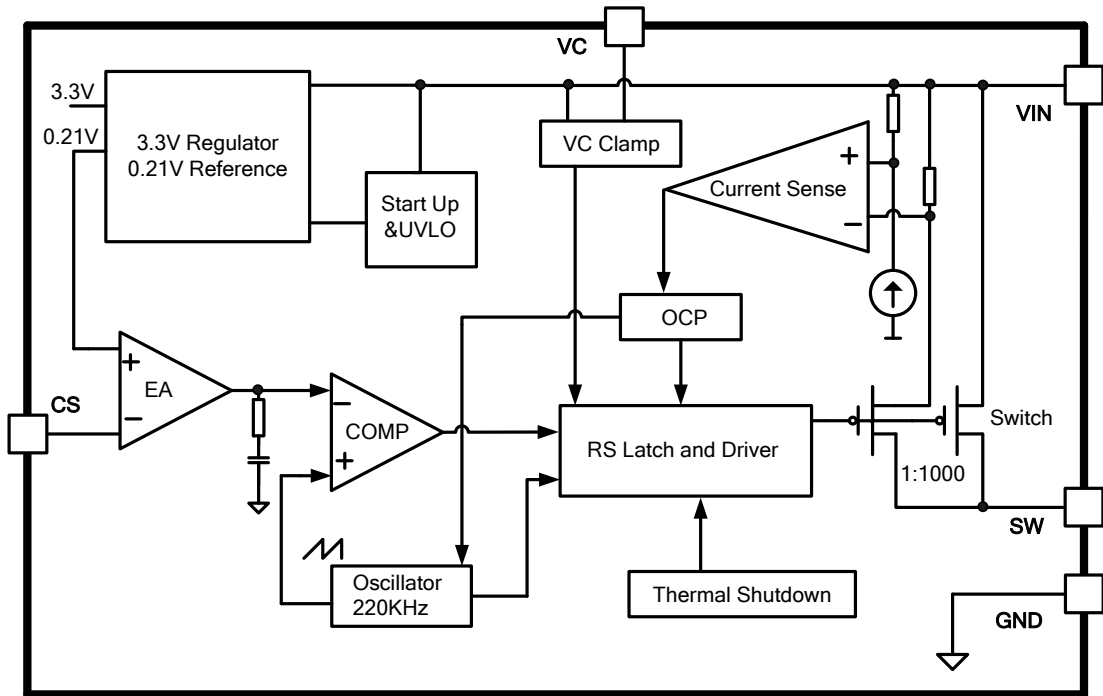 VC
VIN
3.3V
0.21V
3.3V Regulator
0.21V Reference
Start Up
&UVLO
VC Clamp
+
Current Sense
−
OCP
CS
+
EA
−
−
COMP
+
RS Latch and Driver
Switch
1:1000
SW
Oscillator
220KHz
Thermal Shutdown
GND